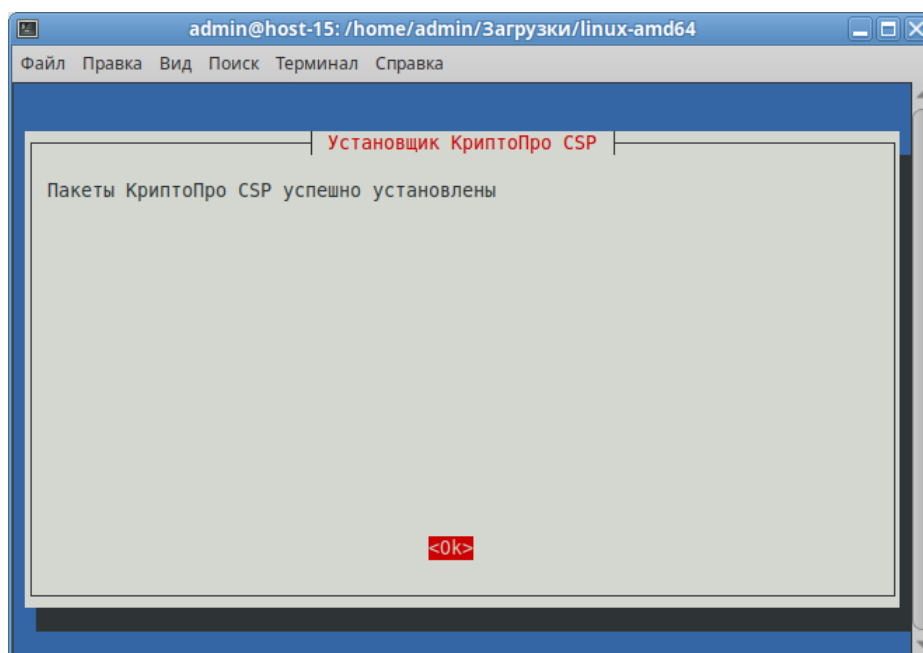 admin@host-15: /home/admin/Загрузки/linux-amd64
Файл Правка Вид Поиск Терминал Справка
Установщик КриптоПро CSP
Пакеты КриптоПро CSP успешно установлены
<Ok>